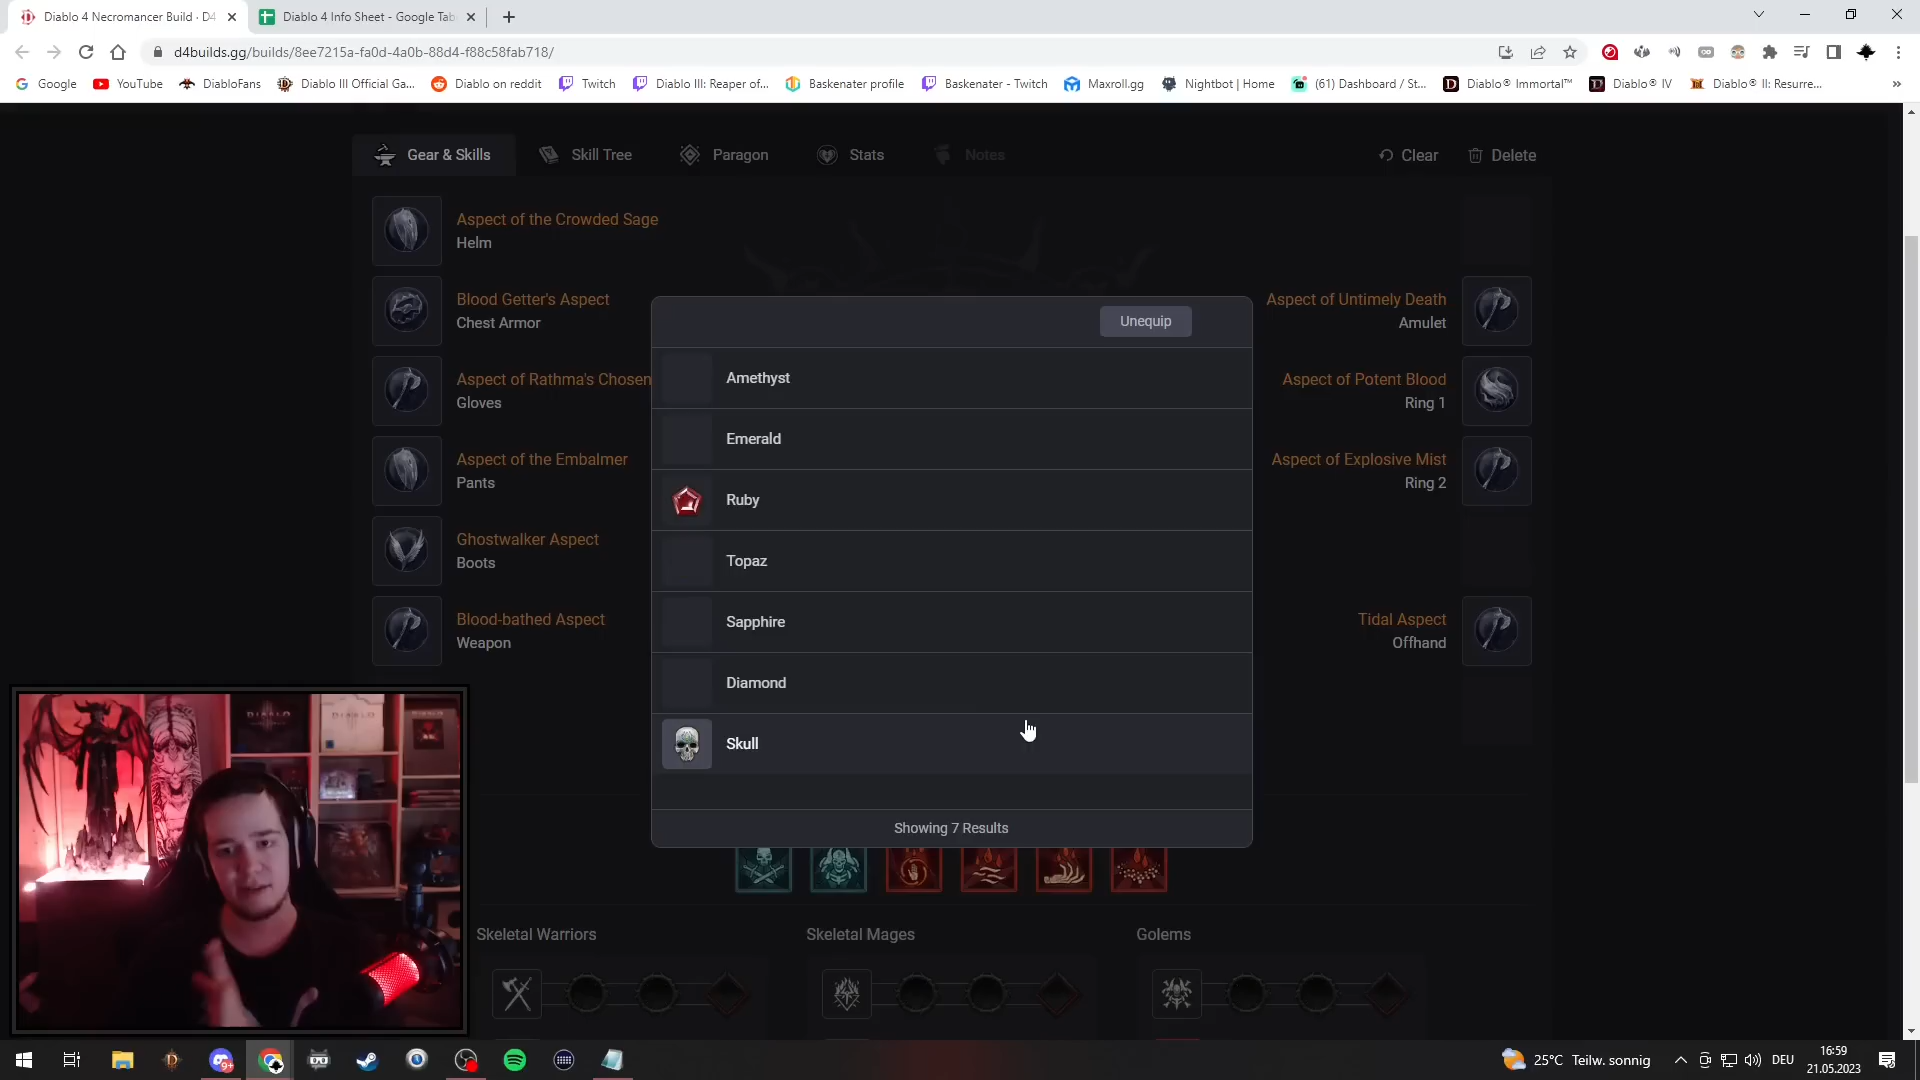 Diablo 4 Necromancer Build · D4
Diablo 4 Info Sheet - Google Tab
d4builds.gg/builds/8ee7215a-fa0d-4a0b-88d4-f88c58fab718/
Google
YouTube
DiabloFans
Diablo III Official Ga...
Diablo on reddit
Twitch
Diablo III: Reaper of...
Baskenater profile
Baskenater - Twitch
Maxroll.gg
Nightbot | Home
(61) Dashboard / St...
Diablo® Immortal™
Diablo® IV
Diablo® II: Resurre...
Gear & Skills
Skill Tree
Paragon
Stats
Notes
Clear
Delete
Aspect of the Crowded Sage
Helm
Blood Getter's Aspect
Chest Armor
Aspect of Rathma's Chosen
Gloves
Aspect of the Embalmer
Pants
Ghostwalker Aspect
Boots
Blood-bathed Aspect
Weapon
Unequip
Amethyst
Emerald
Ruby
Topaz
Sapphire
Diamond
Skull
Showing 7 Results
Aspect of Untimely Death
Amulet
Aspect of Potent Blood
Ring 1
Aspect of Explosive Mist
Ring 2
Tidal Aspect
Offhand
DIABLO
Skeletal Warriors
Skeletal Mages
Golems
9+
25°C Teilw. sonnig
DEU
16:59
21.05.2023